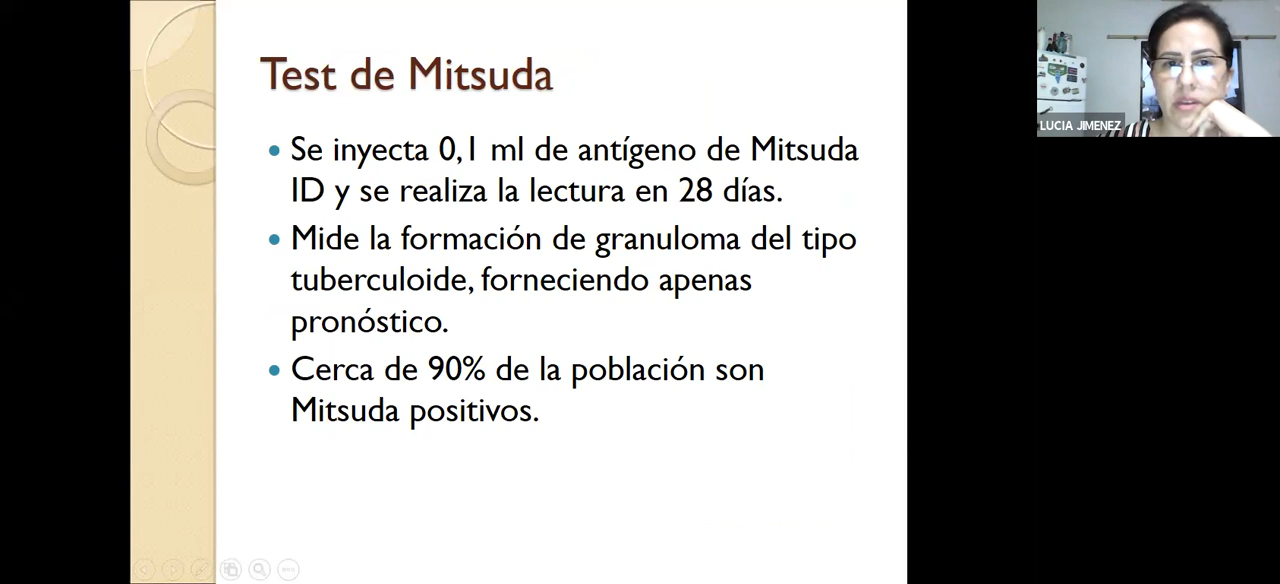 Test de Mitsuda
LUCIA JIMENEZ
• Se inyecta 0,1 ml de antígeno de Mitsuda
ID y se realiza la lectura en 28 días.
• Mide la formación de granuloma del tipo
tuberculoide, forneciendo apenas
pronóstico.
• Cerca de 90% de la población son
Mitsuda positivos.